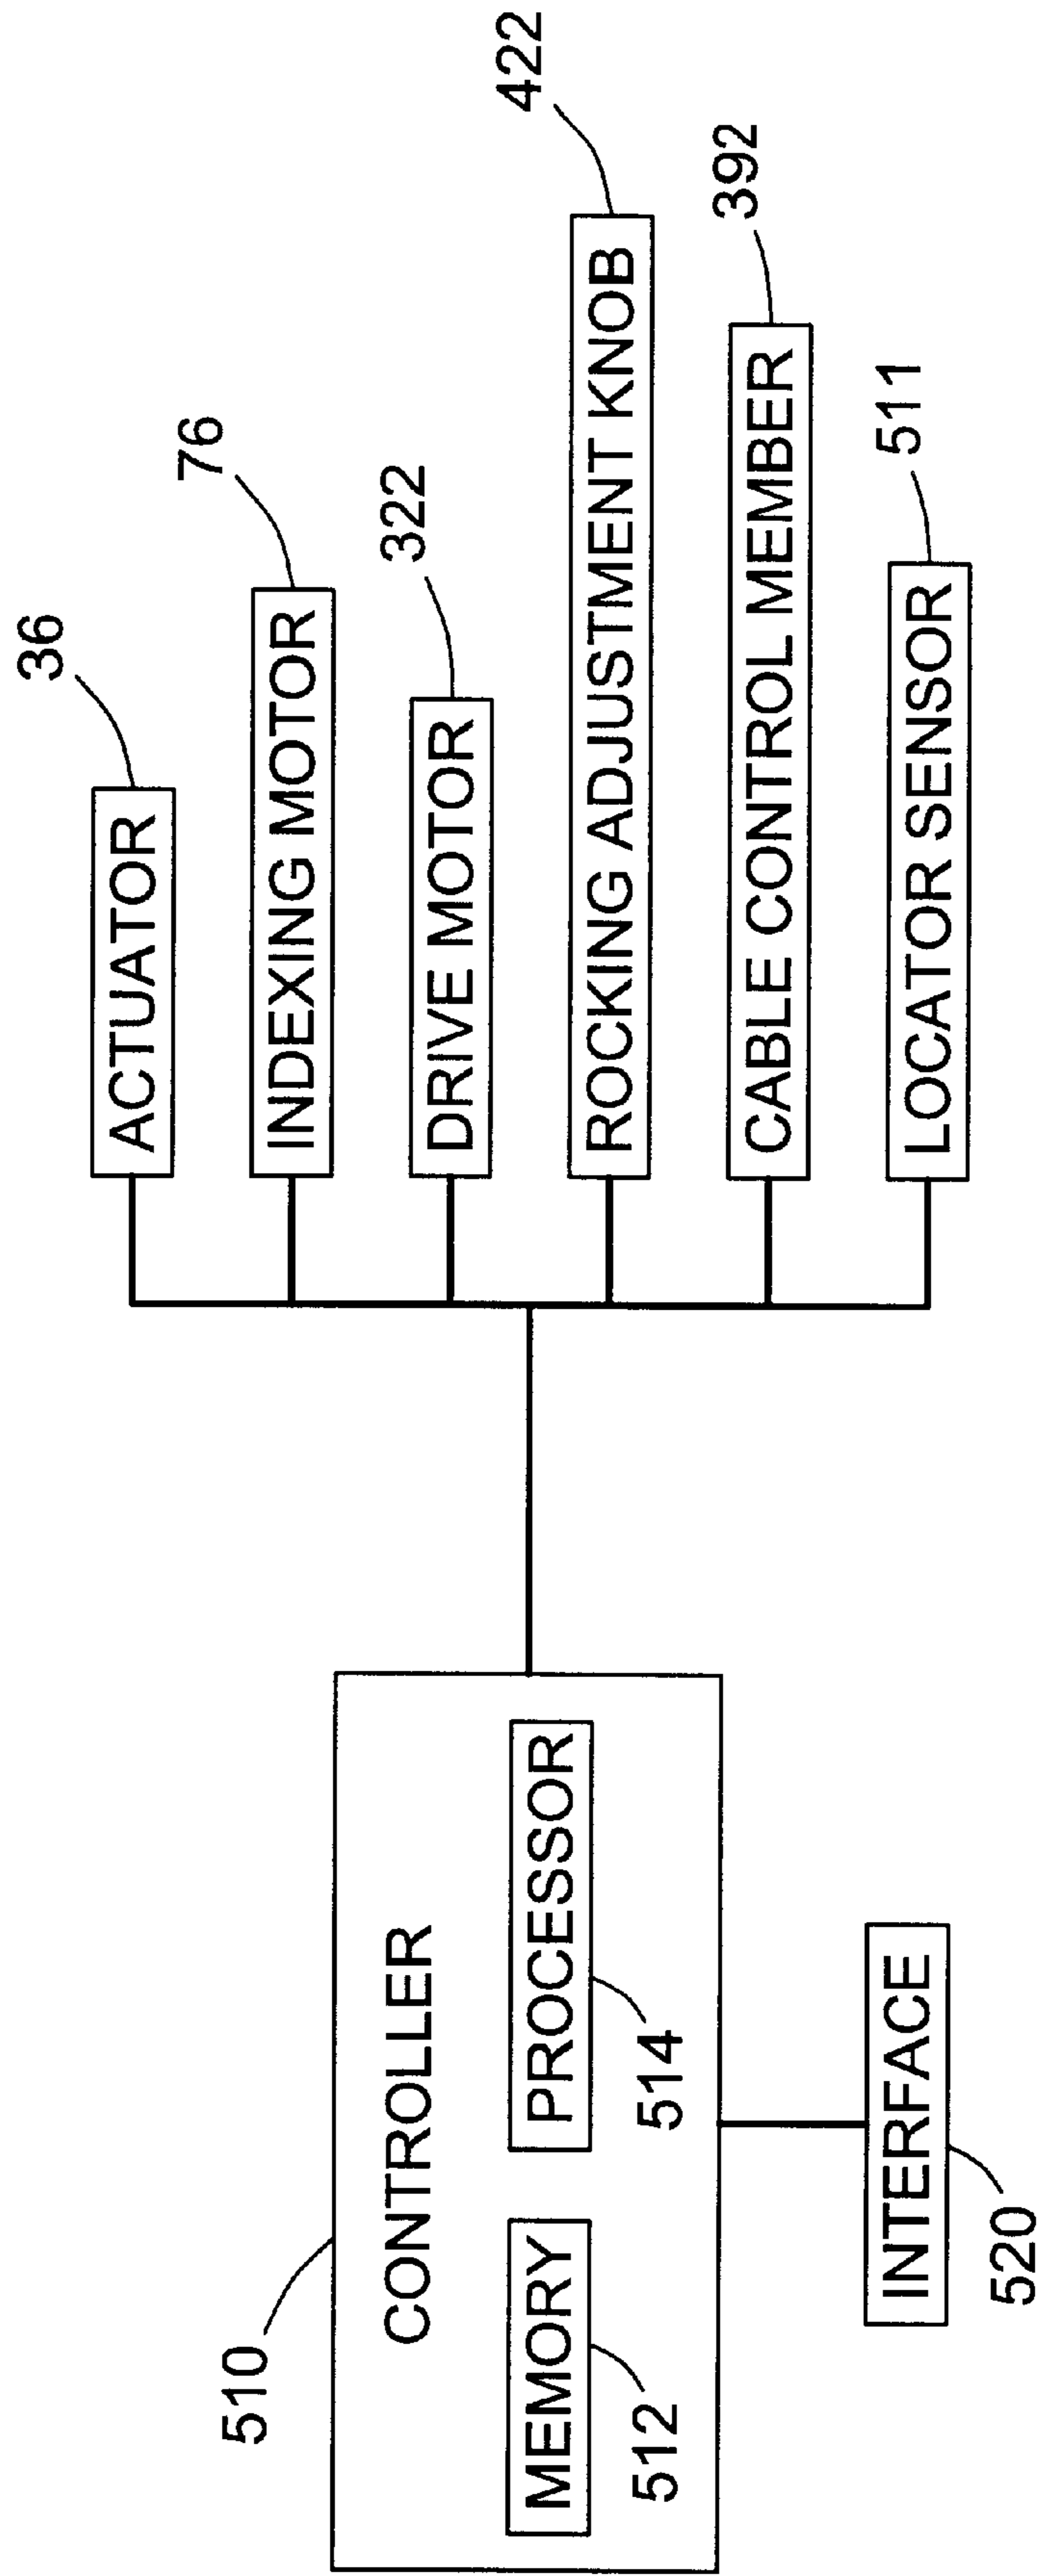 510
CONTROLLER
MEMORY
512
PROCESSOR
514
INTERFACE
520
ACTUATOR
36
INDEXING MOTOR
76
DRIVE MOTOR
322
ROCKING ADJUSTMENT KNOB
422
CABLE CONTROL MEMBER
392
LOCATOR SENSOR
511